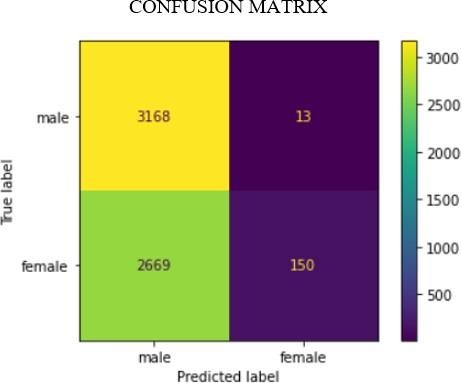 CONFUSION MATRIX
True label
male
female
3168
13
2669
150
male
female
Predicted label
3000
2500
2000
1500
1000
500